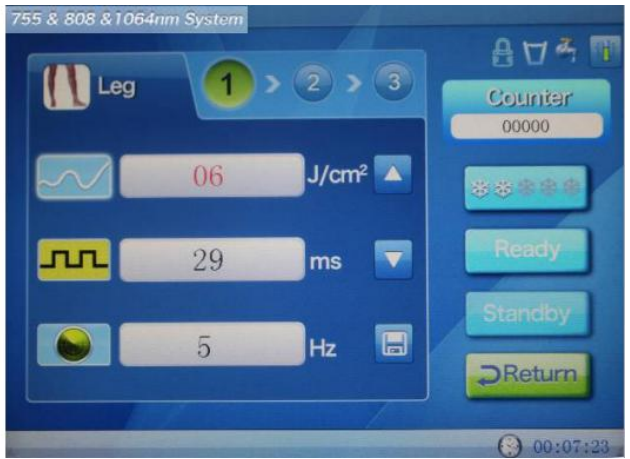 755 & 808 &1064nm System
Leg
1 > 2 > 3
Counter
00000
06 J/cm²
29 ms
Ready
Standby
5 Hz
Return
00:07:23